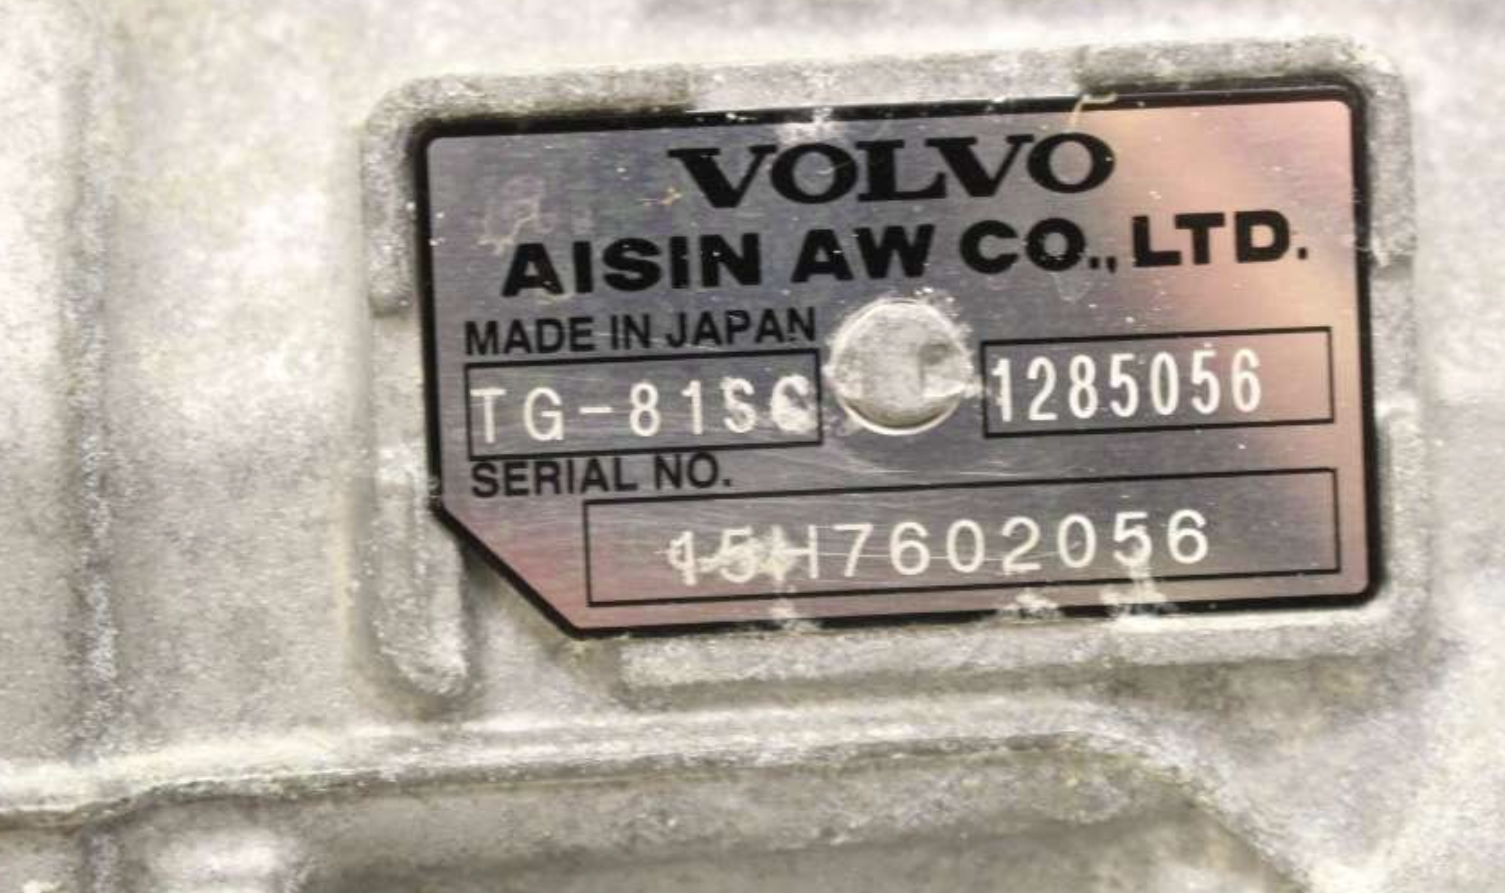 VOLVO
AISIN AW CO., LTD.
MADE IN JAPAN
TG-81SC 1285056
SERIAL NO.
15H7602056